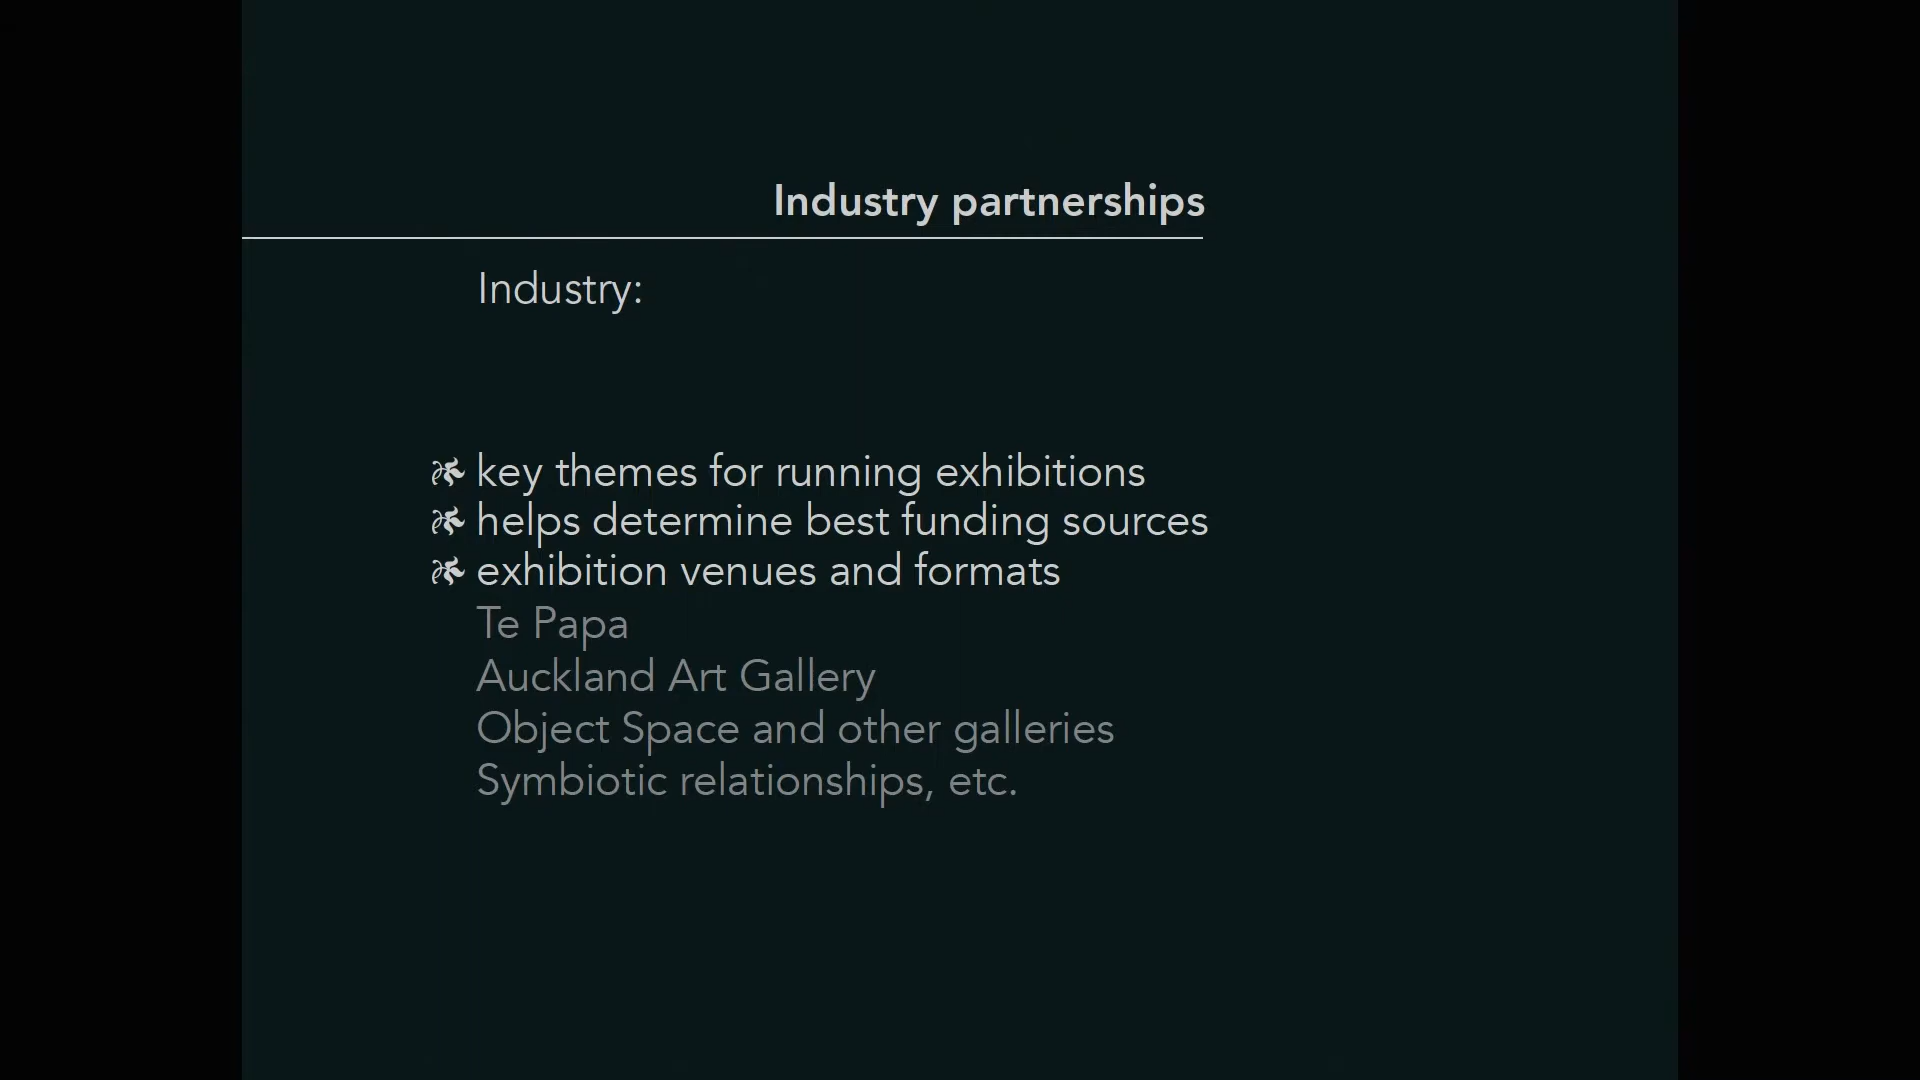 Industry partnerships
Industry:
key themes for running exhibitions
helps determine best funding sources
exhibition venues and formats
Te Papa
Auckland Art Gallery
Object Space and other galleries
Symbiotic relationships, etc.